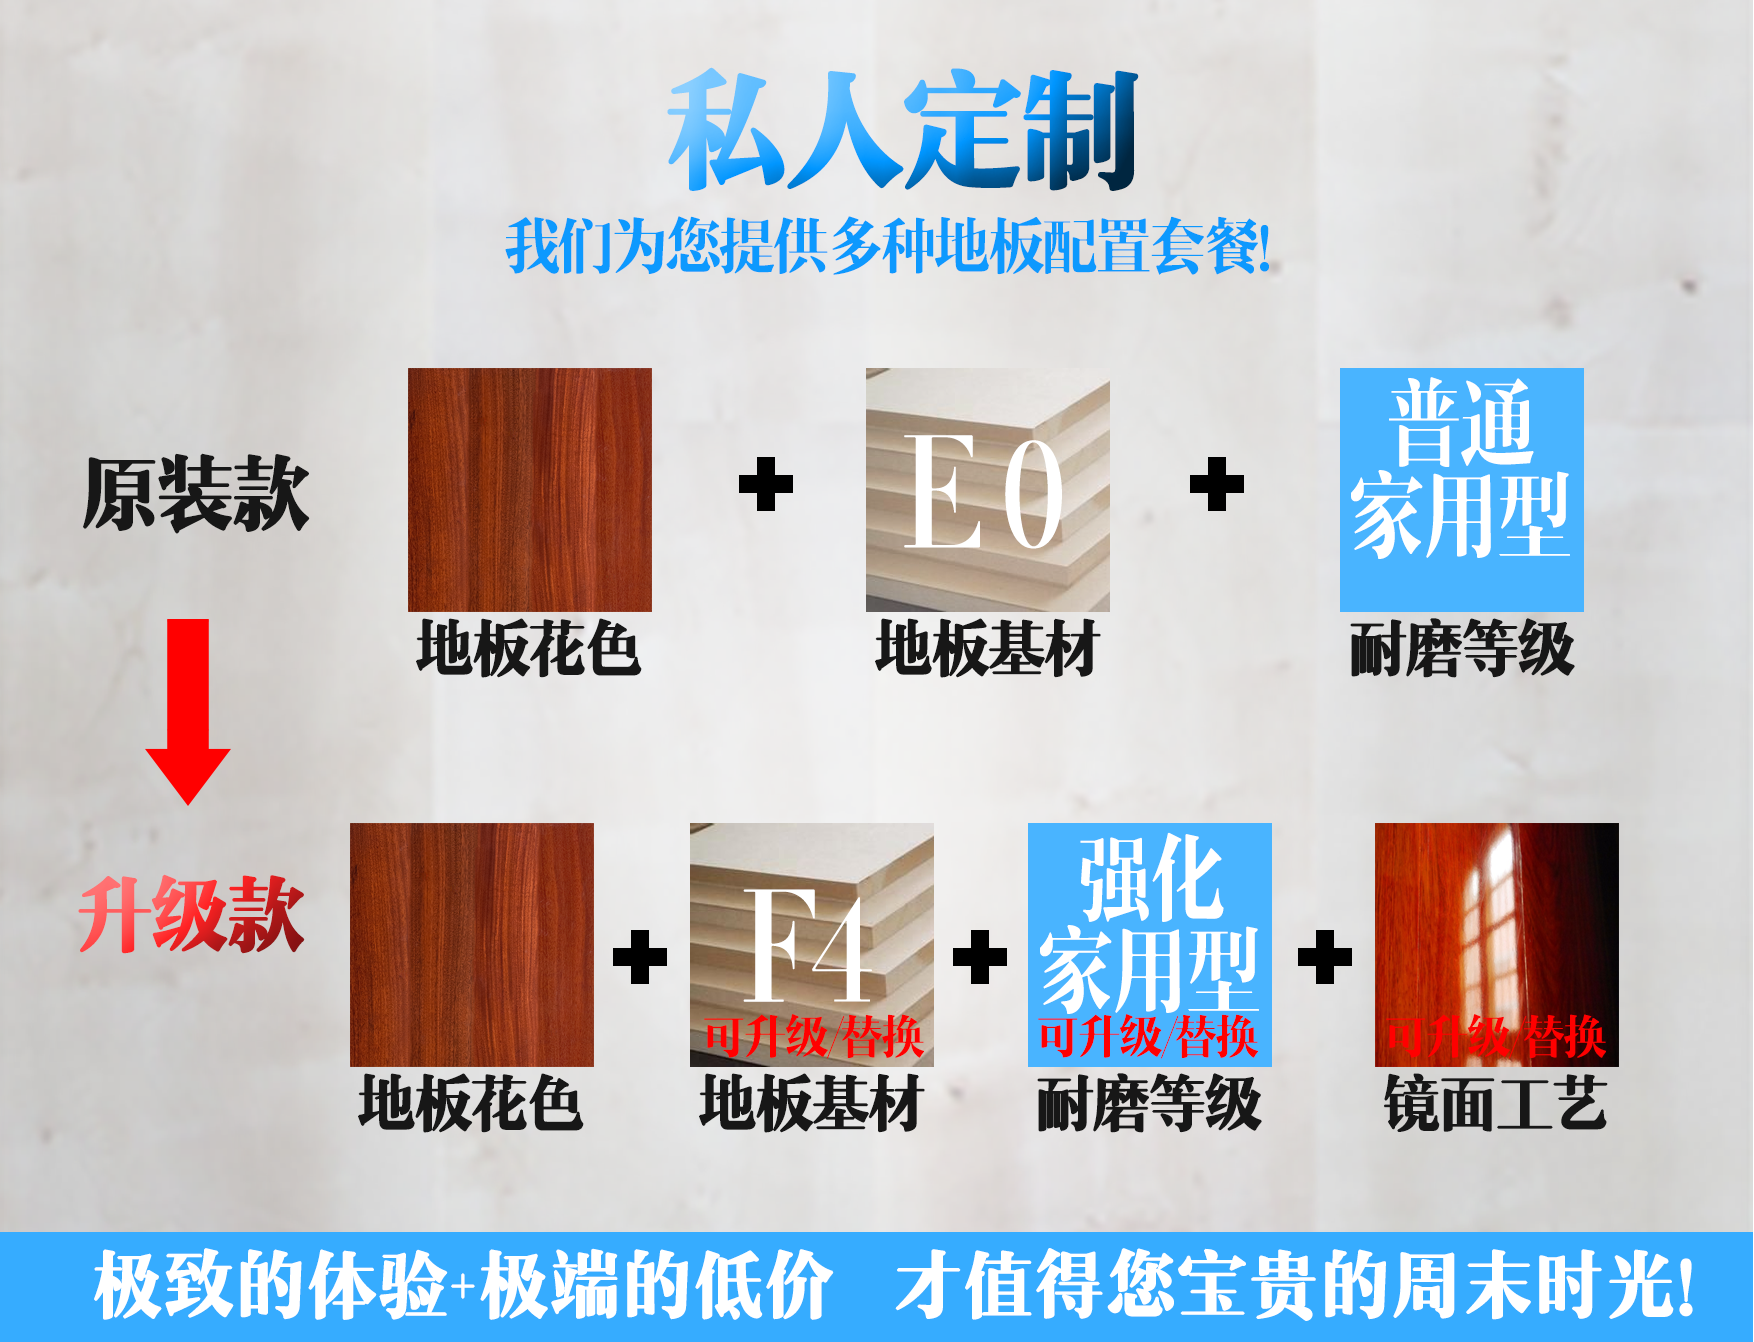 私人定制
我们为您提供多种地板配置套餐!
原装款
E0
普通
家用型
地板花色
地板基材
耐磨等级
升级款
F4
可升级/替换
强化
家用型
可升级/替换
可升级 替换
地板花色
地板基材
耐磨等级
镜面工艺
极致的体验+极端的低价 才值得您宝贵的周末时光!